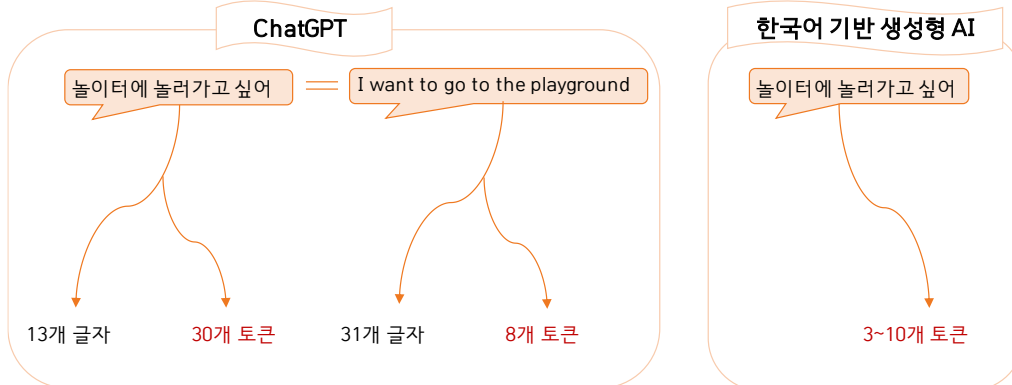 ChatGPT
한국어 기반 생성형 AI
놀이터에 놀러가고 싶어
I want to go to the playground
놀이터에 놀러가고 싶어
13개 글자
30개 토큰
31개 글자
8개 토큰
3~10개 토큰